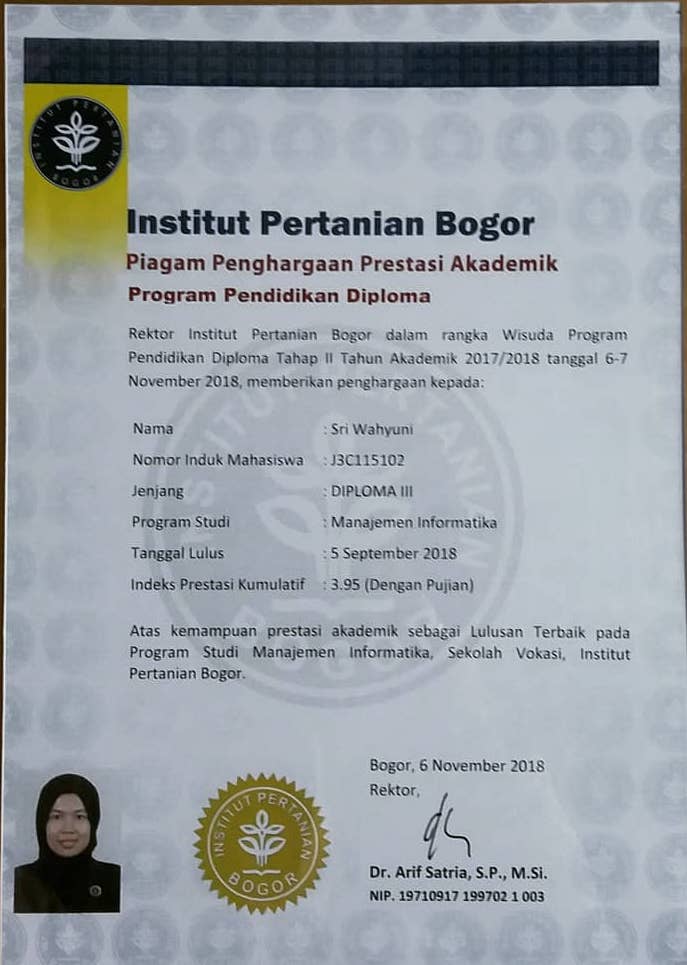 INSTITUT PERTANIAN BOGOR
Institut Pertanian Bogor
Piagam Penghargaan Prestasi Akademik
Program Pendidikan Diploma
Rektor Institut Pertanian Bogor dalam rangka Wisuda Program
Pendidikan Diploma Tahap II Tahun Akademik 2017/2018 tanggal 6-7
November 2018, memberikan penghargaan kepada:
Nama : Sri Wahyuni
Nomor Induk Mahasiswa : J3C115102
Jenjang : DIPLOMA III
Program Studi : Manajemen Informatika
Tanggal Lulus : 5 September 2018
Indeks Prestasi Kumulatif : 3.95 (Dengan Pujian)
Atas kemampuan prestasi akademik sebagai Lulusan Terbaik pada
Program Studi Manajemen Informatika, Sekolah Vokasi, Institut
Pertanian Bogor.
Bogor, 6 November 2018
Rektor,
INSTITUT PERTANIAN BOGOR
Dr. Arif Satria, S.P., M.Si.
NIP. 19710917 199702 1 003